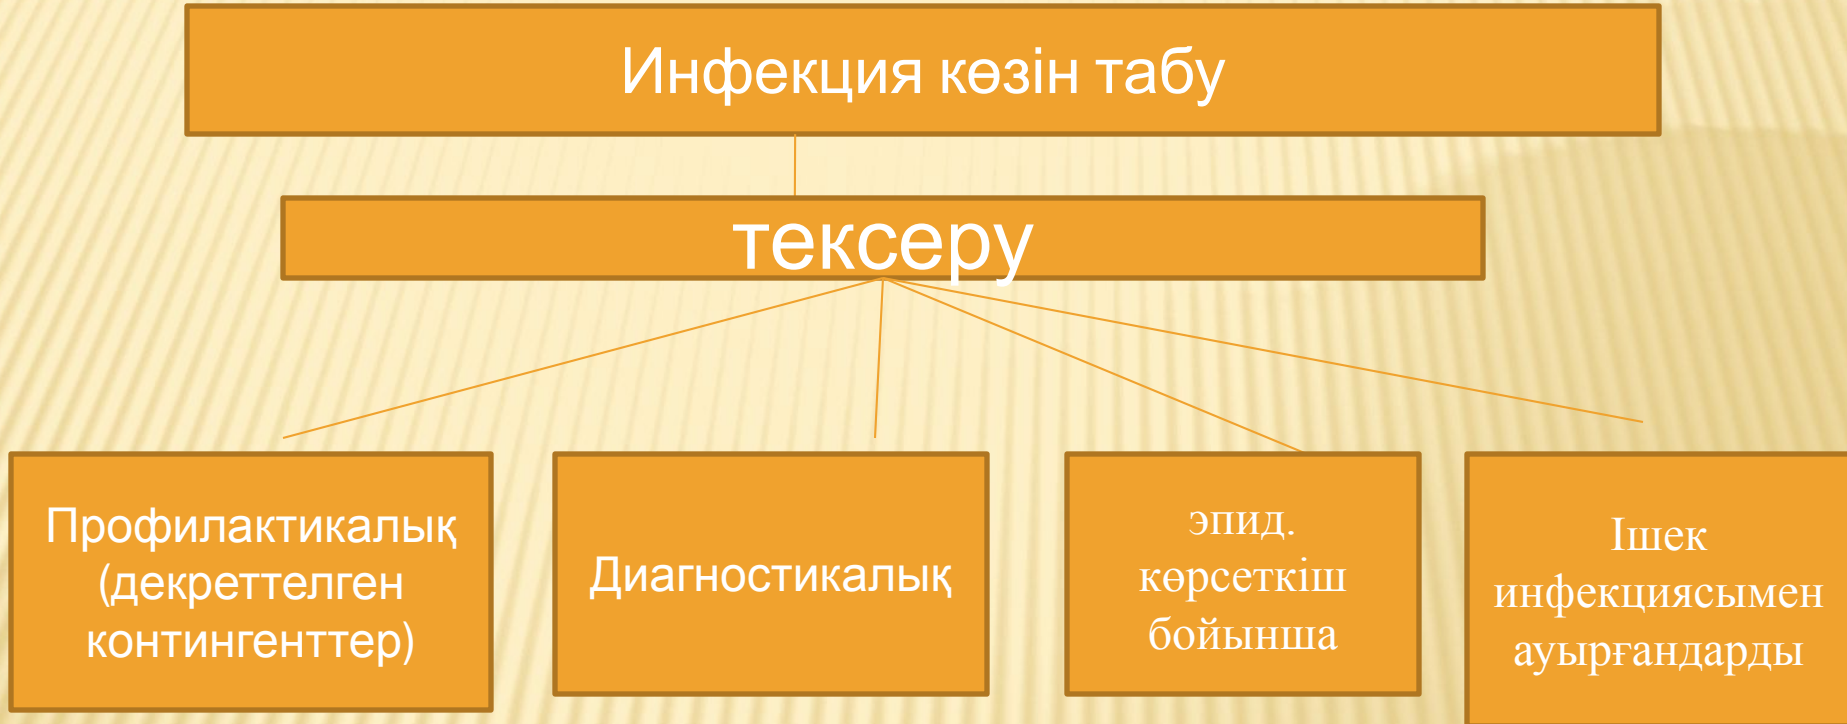 Инфекция көзін табу
тексеру
Профилактикалық
(декреттелген
контингенттер)
Диагностикалық
эпид.
көрсеткіш
бойынша
Ішек
инфекциясымен
ауырғандарды